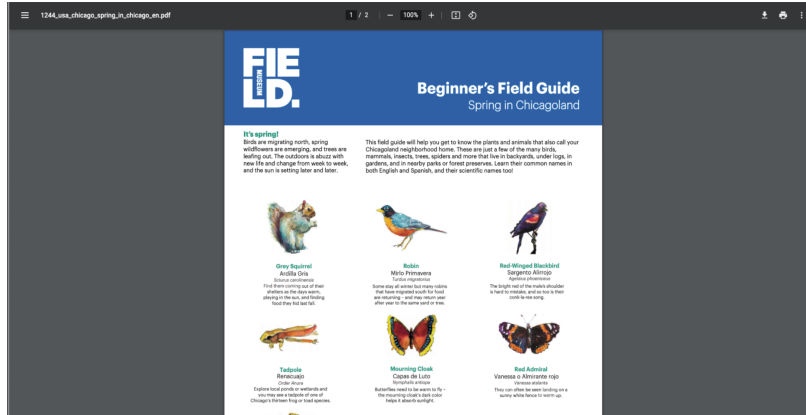 1244_usa_chicago_spring_in_chicago_en.pdf
1 / 2
100%
FIE
MUSEUM
LD.
Beginner's Field Guide
Spring in Chicagoland
It's spring!
Birds are migrating north, spring
wildflowers are emerging, and trees are
leafing out. The outdoors is abuzz with
new life and change from week to week,
and the sun is setting later and later.
This field guide will help you get to know the plants and animals that also call your
Chicagoland neighborhood home. These are just a few of the many birds,
mammals, insects, trees, spiders and more that live in backyards, under logs, in
gardens, and in nearby parks or forest preserves. Learn their common names in
both English and Spanish, and their scientific names too!
Grey Squirrel
Ardilla Gris
Sciurus carolinensis
Find them coming out of their
shelters as the days warm,
playing in the sun, and finding
food they hid last fall.
Robin
Mirlo Primavera
Turdus migratorius
Some stay all winter but many robins
that have migrated south for food
are returning – and may return year
after year to the same yard or tree.
Red-Winged Blackbird
Sargento Alirrojo
Agelaius phoeniceus
The bright red of the male's shoulder
is hard to mistake, and so too is their
conk-la-ree song.
Tadpole
Renacuajo
Order Anura
Explore local ponds or wetlands and
you may see a tadpole of one of
Chicago's thirteen frog or toad species.
Mourning Cloak
Capas de Luto
Nymphalis antiopa
Butterflies need to be warm to fly –
the mourning cloak's dark color
helps it absorb sunlight.
Red Admiral
Vanessa o Almirante rojo
Vanessa atalanta
They can often be seen landing on a
sunny white fence to warm up.